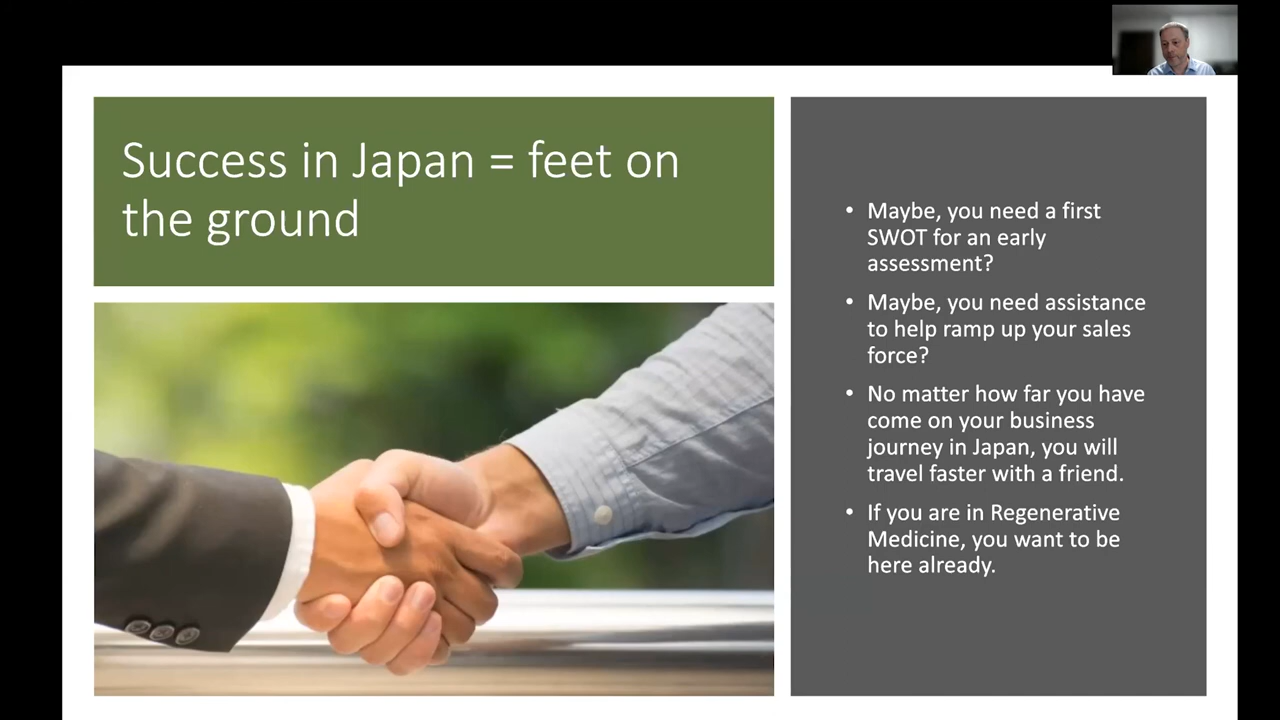 Success in Japan = feet on
the ground
• Maybe, you need a first
SWOT for an early
assessment?
• Maybe, you need assistance
to help ramp up your sales
force?
• No matter how far you have
come on your business
journey in Japan, you will
travel faster with a friend.
• If you are in Regenerative
Medicine, you want to be
here already.